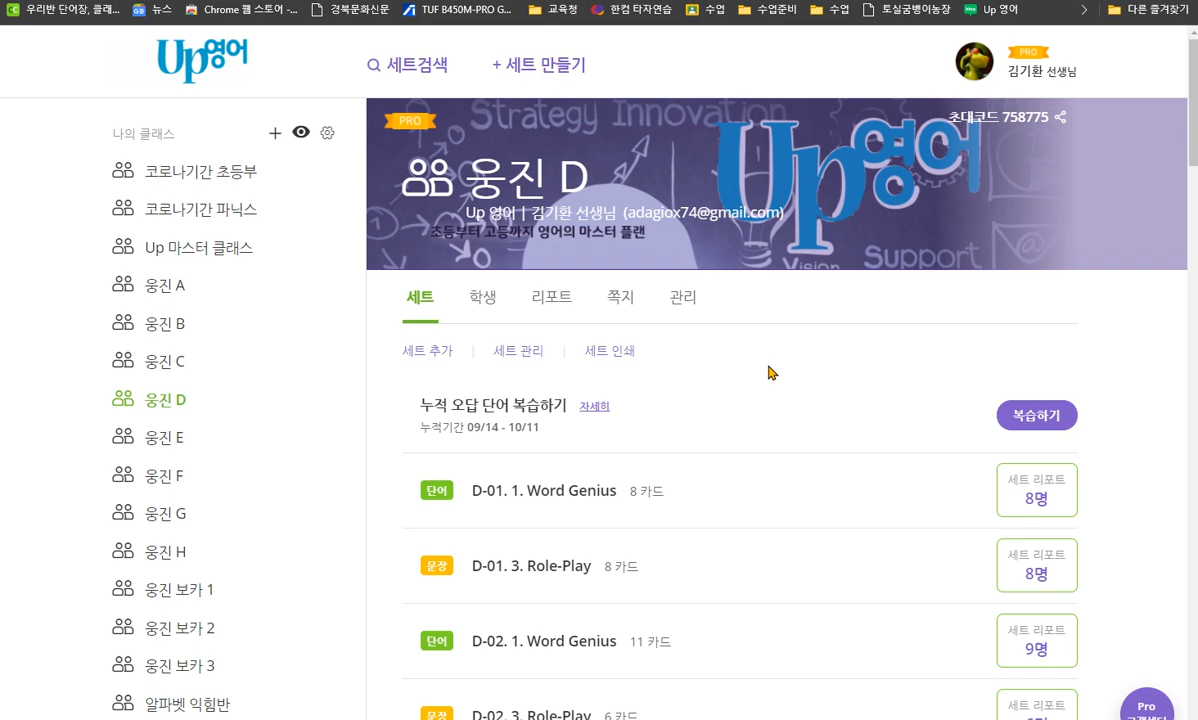 우리반 단어장, 클래... 뉴스 Chrome 웹 스토어 -... 경북문화신문 TUF B450M-PRO G... 교육청 한컴 타자연습 수업 수업준비 수업 토실굼벵이농장 Up 영어 다른 즐겨찾기
Up영어
세트검색
+ 세트 만들기
PRO
김기환 선생님
나의 클래스
코로나기간 초등부
코로나기간 파닉스
Up 마스터 클래스
웅진 A
웅진 B
웅진 C
웅진 D
웅진 E
웅진 F
웅진 G
웅진 H
웅진 보카 1
웅진 보카 2
웅진 보카 3
알파벳 익힘반
PRO
Strategy Innovation
초대코드 758775
Up영어
웅진 D
Up 영어 | 김기환 선생님 (adagiox74@gmail.com)
초등부터 고등까지 영어의 마스터 플랜
Vision
Support
세트 학생 리포트 쪽지 관리
세트 추가 | 세트 관리 | 세트 인쇄
누적 오답 단어 복습하기 자세히
누적기간 09/14 - 10/11
복습하기
단어 D-01. 1. Word Genius 8 카드
세트 리포트
8명
문장 D-01. 3. Role-Play 8 카드
세트 리포트
8명
단어 D-02. 1. Word Genius 11 카드
세트 리포트
9명
문장 D-02. 3. Role-Play 6 카드
세트 리포트
Pro
고객센터